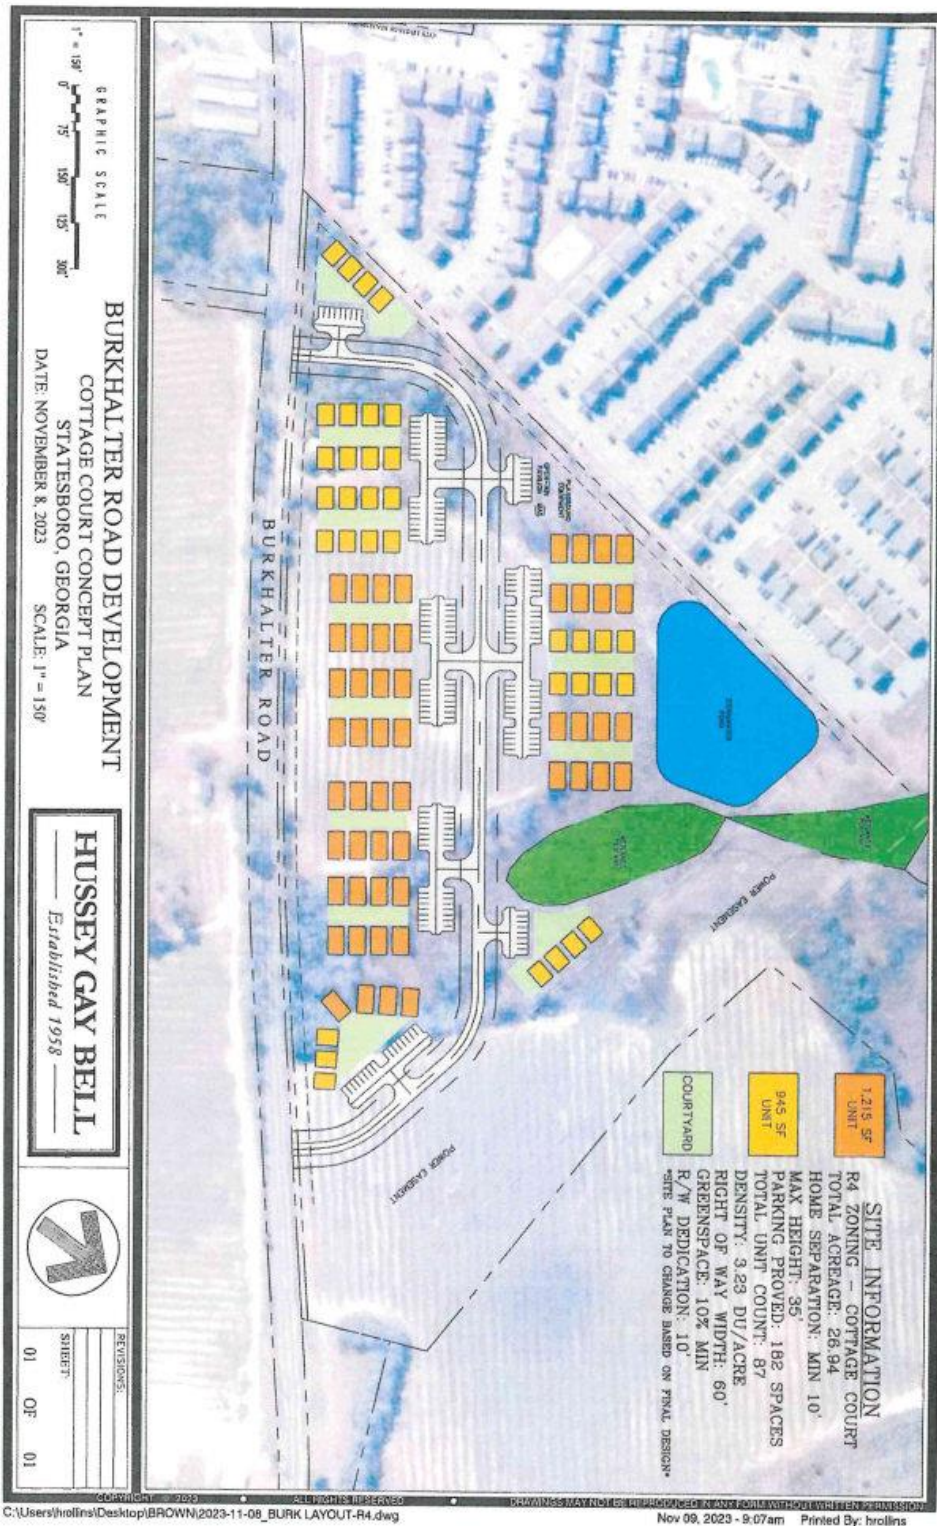 SITE INFORMATION
R4 ZONING – COTTAGE COURT
TOTAL ACREAGE: 26.94
HOME SEPARATION: MIN 10'
MAX HEIGHT: 35'
PARKING PROVED: 182 SPACES
TOTAL UNIT COUNT: 87
DENSITY: 3.23 DU/ACRE
RIGHT OF WAY WIDTH: 60'
GREENSPACE: 10% MIN
R/W DEDICATION: 10'
*SITE PLAN TO CHANGE BASED ON FINAL DESIGN*
1,215 SF
UNIT
945 SF
UNIT
COURTYARD
POWER EASEMENT
POWER EASEMENT
PLAYGROUND
EQUIPMENT
BURKHALTER ROAD
GRAPHIC SCALE
1" = 150'
0' 75' 150' 125' 300'
BURKHALTER ROAD DEVELOPMENT
COTTAGE COURT CONCEPT PLAN
STATESBORO, GEORGIA
DATE: NOVEMBER 8, 2023 SCALE: 1" = 150'
HUSSEY GAY BELL
Established 1958
REVISIONS:
SHEET:
01 OF 01
COPYRIGHT © 2023 • ALL RIGHTS RESERVED • DRAWINGS MAY NOT BE REPRODUCED IN ANY FORM WITHOUT WRITTEN PERMISSION
C:\Users\hrollins\Desktop\BROWN\2023-11-08_BURK LAYOUT-R4.dwg
Nov 09, 2023 - 9:07am Printed By: hrollins